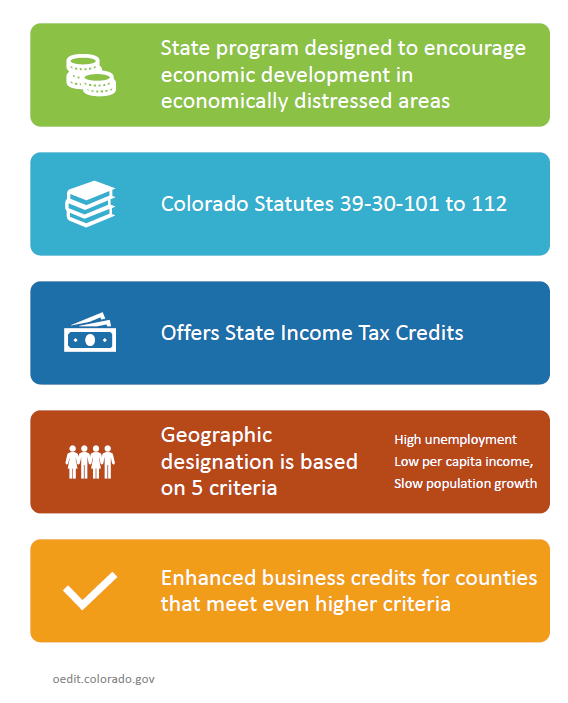 State program designed to encourage
economic development in
economically distressed areas
Colorado Statutes 39-30-101 to 112
Offers State Income Tax Credits
Geographic
designation is based
on 5 criteria
High unemployment
Low per capita income,
Slow population growth
Enhanced business credits for counties
that meet even higher criteria
oedit.colorado.gov